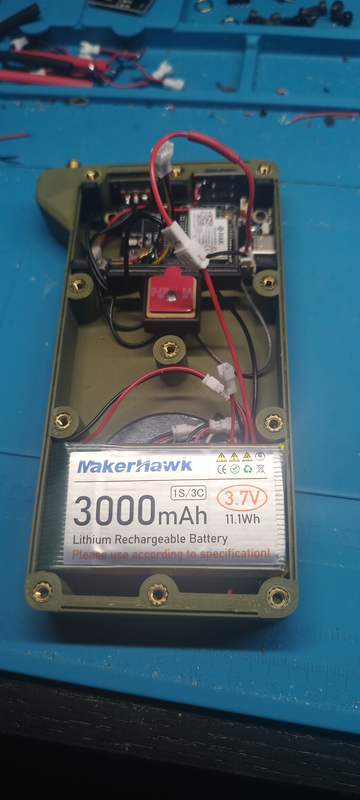 MakerHawk
1S/3C
3.7V
3000mAh
11.1Wh
Lithium Rechargeable Battery
Please use according to specification!